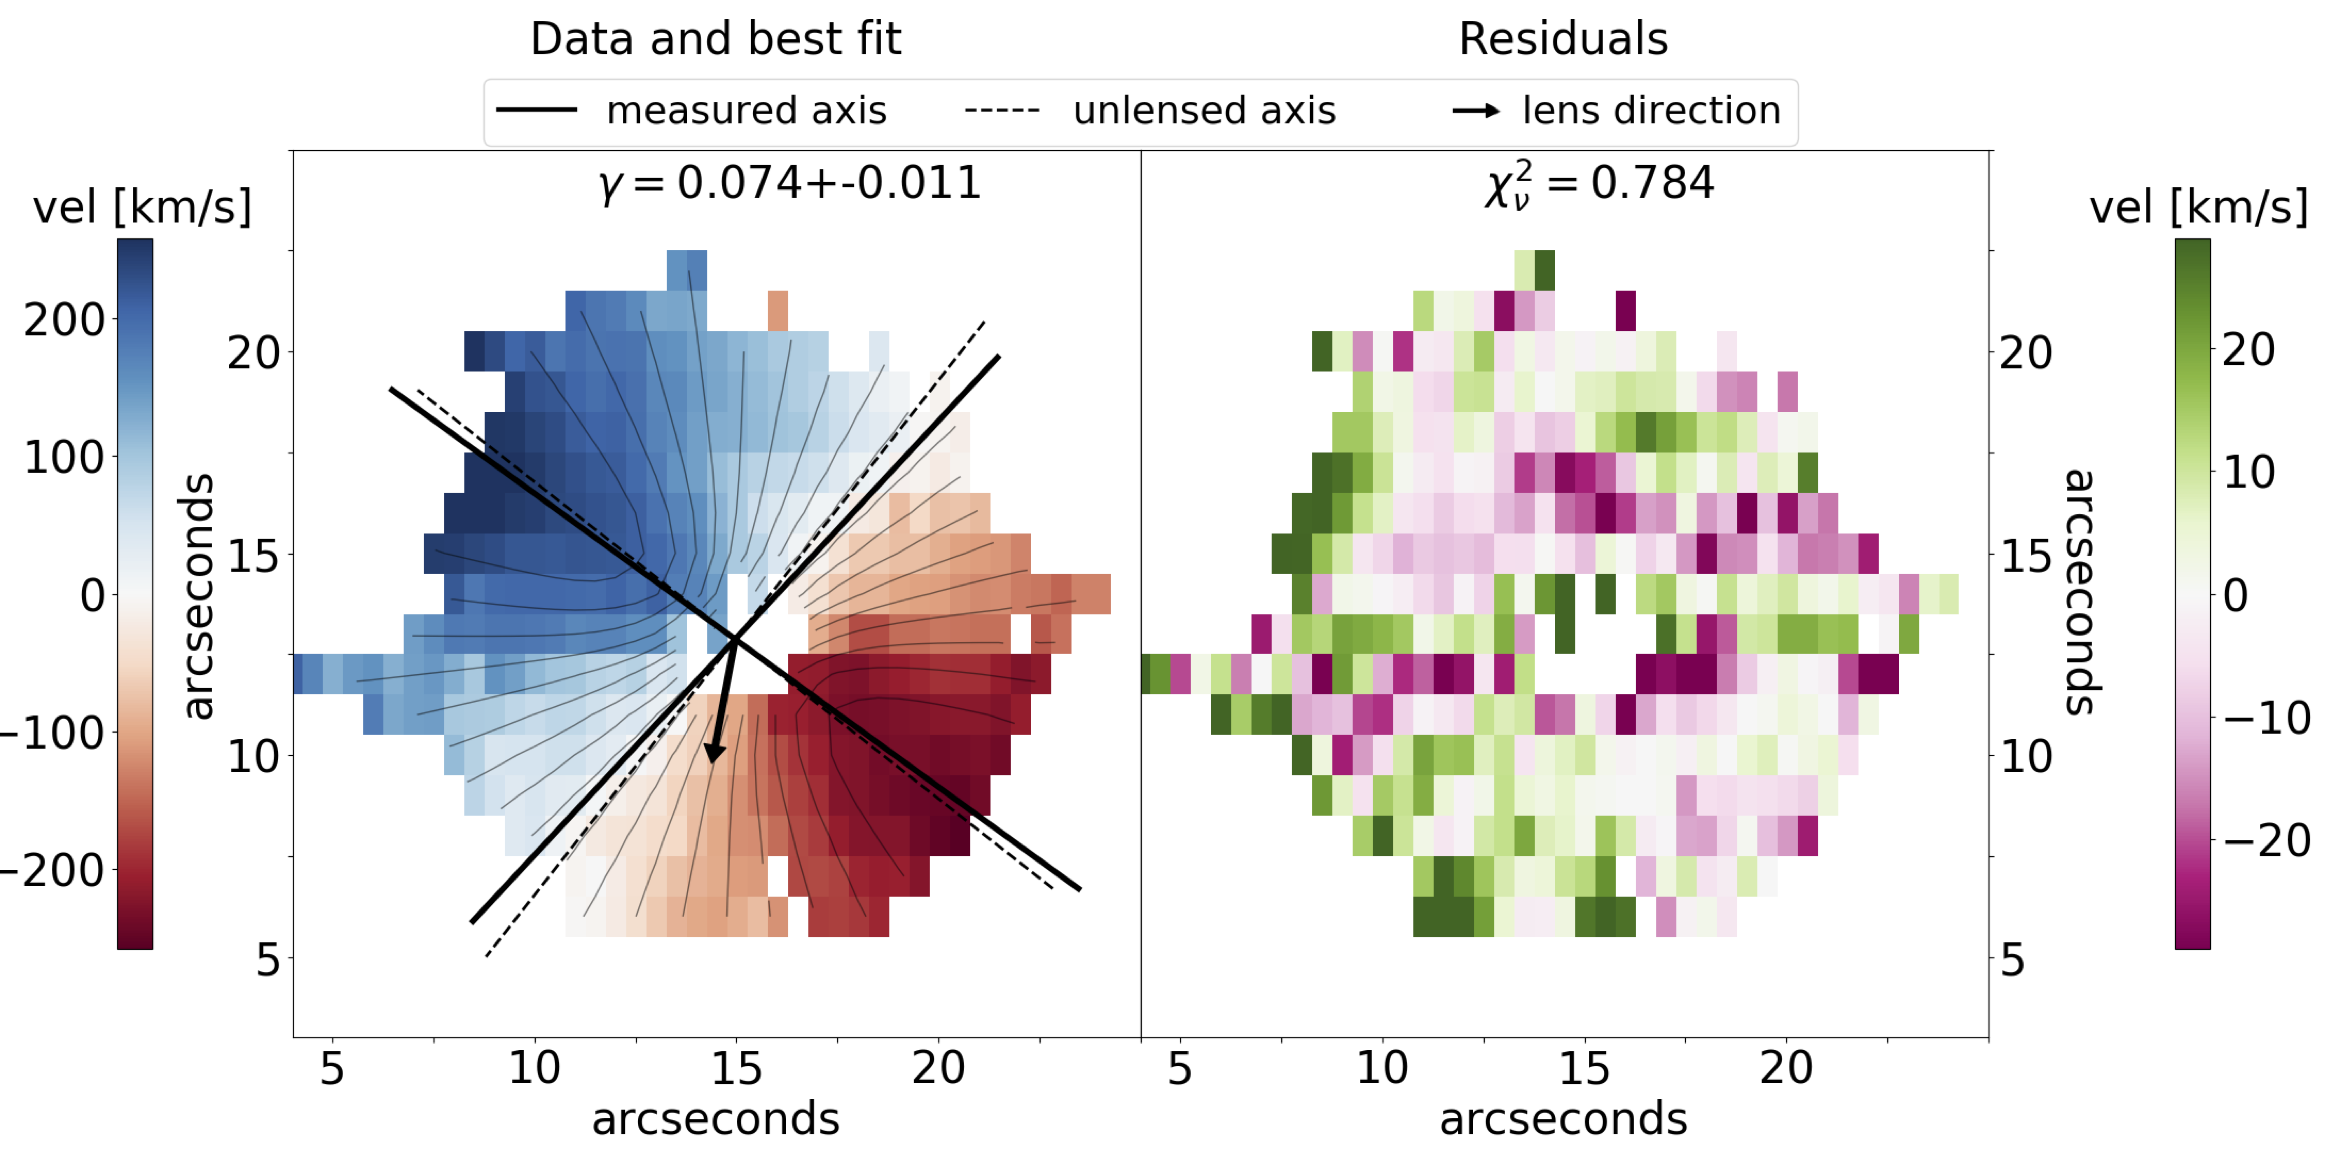 Data and best fit
Residuals
measured axis
unlensed axis
lens direction
γ = 0.074+-0.011
χ²ᵥ = 0.784
vel [km/s]
200
100
0
−100
−200
arcseconds
20
15
10
5
5
10
15
20
arcseconds
5
10
15
20
arcseconds
20
15
10
5
arcseconds
vel [km/s]
20
10
0
−10
−20